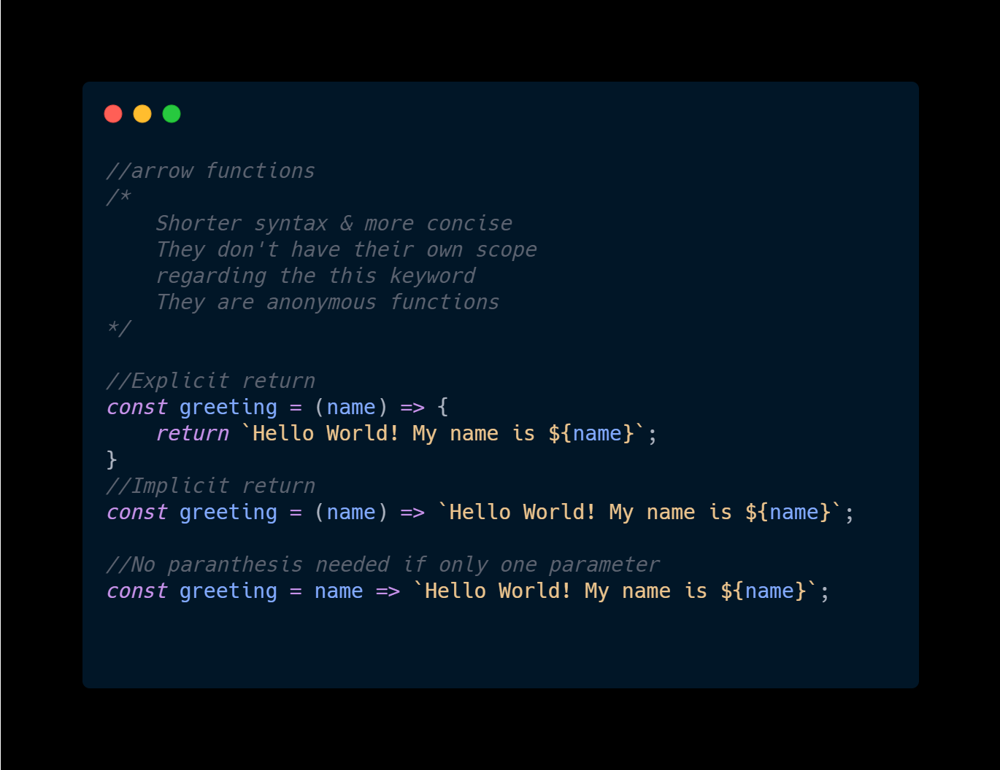 //arrow functions
/*
    Shorter syntax & more concise
    They don't have their own scope
    regarding the this keyword
    They are anonymous functions
*/

//Explicit return
const greeting = (name) => {
    return `Hello World! My name is ${name}`;
}
//Implicit return
const greeting = (name) => `Hello World! My name is ${name}`;

//No paranthesis needed if only one parameter
const greeting = name => `Hello World! My name is ${name}`;